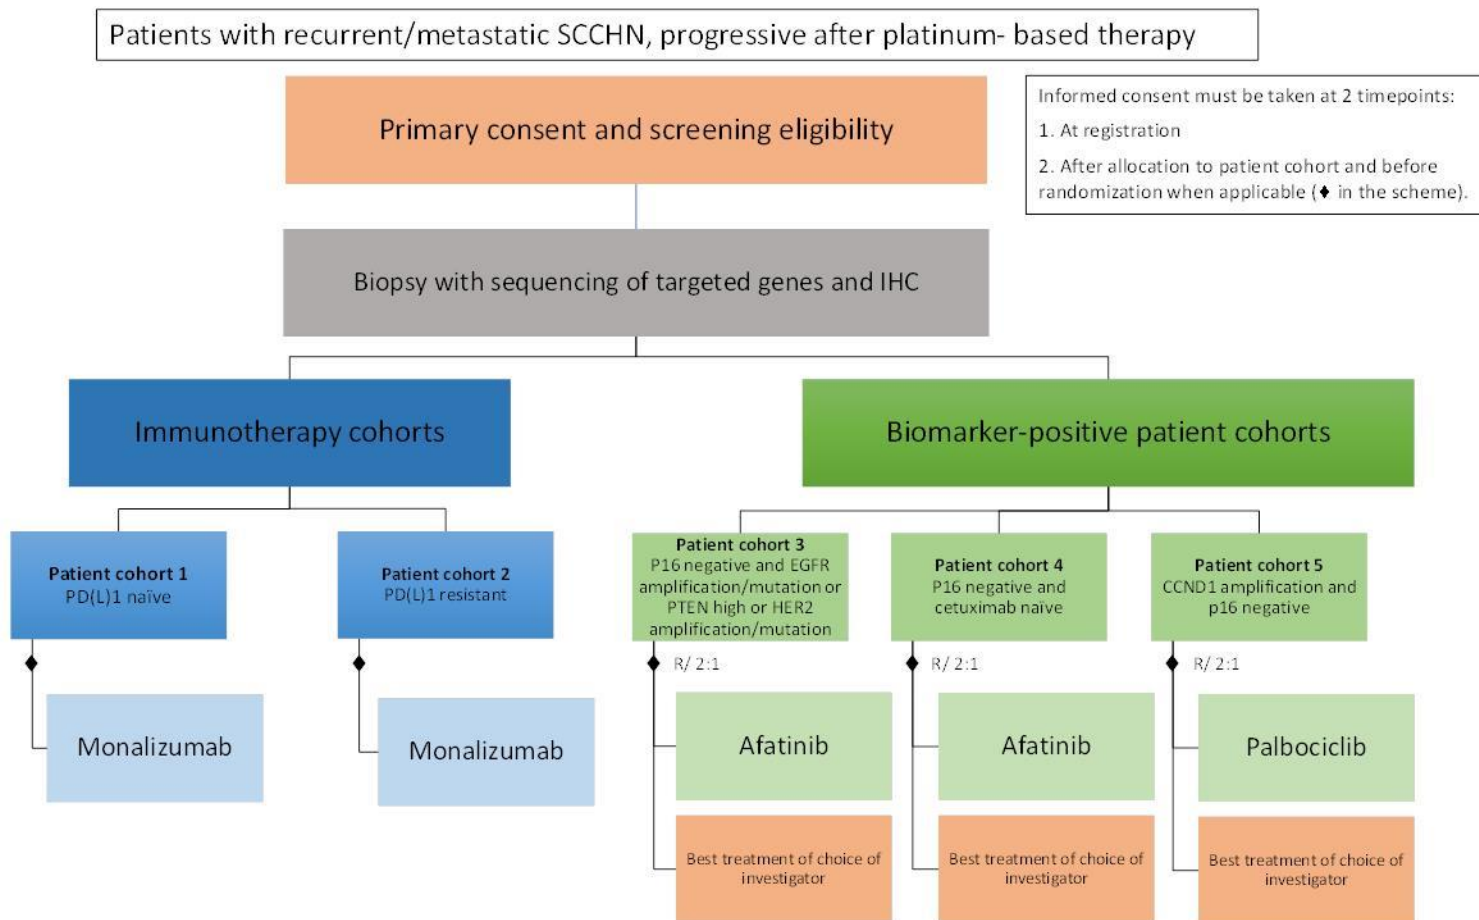 Patients with recurrent/metastatic SCCHN, progressive after platinum- based therapy
Primary consent and screening eligibility
Informed consent must be taken at 2 timepoints:
1. At registration
2. After allocation to patient cohort and before
randomization when applicable (♦ in the scheme).
Biopsy with sequencing of targeted genes and IHC
Immunotherapy cohorts
Biomarker-positive patient cohorts
Patient cohort 1
PD(L)1 naïve
Patient cohort 2
PD(L)1 resistant
Patient cohort 3
P16 negative and EGFR
amplification/mutation or
PTEN high or HER2
amplification/mutation
Patient cohort 4
P16 negative and
cetuximab naïve
Patient cohort 5
CCND1 amplification and
p16 negative
R/ 2:1
R/ 2:1
R/ 2:1
Monalizumab
Monalizumab
Afatinib
Afatinib
Palbociclib
Best treatment of choice of
investigator
Best treatment of choice of
investigator
Best treatment of choice of
investigator